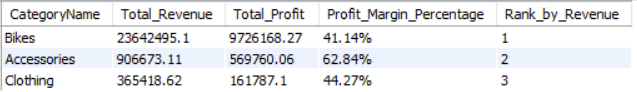 CategoryName Total_Revenue Total_Profit Profit_Margin_Percentage Rank_by_Revenue
Bikes 23642495.1 9726168.27 41.14% 1
Accessories 906673.11 569760.06 62.84% 2
Clothing 365418.62 161787.1 44.27% 3